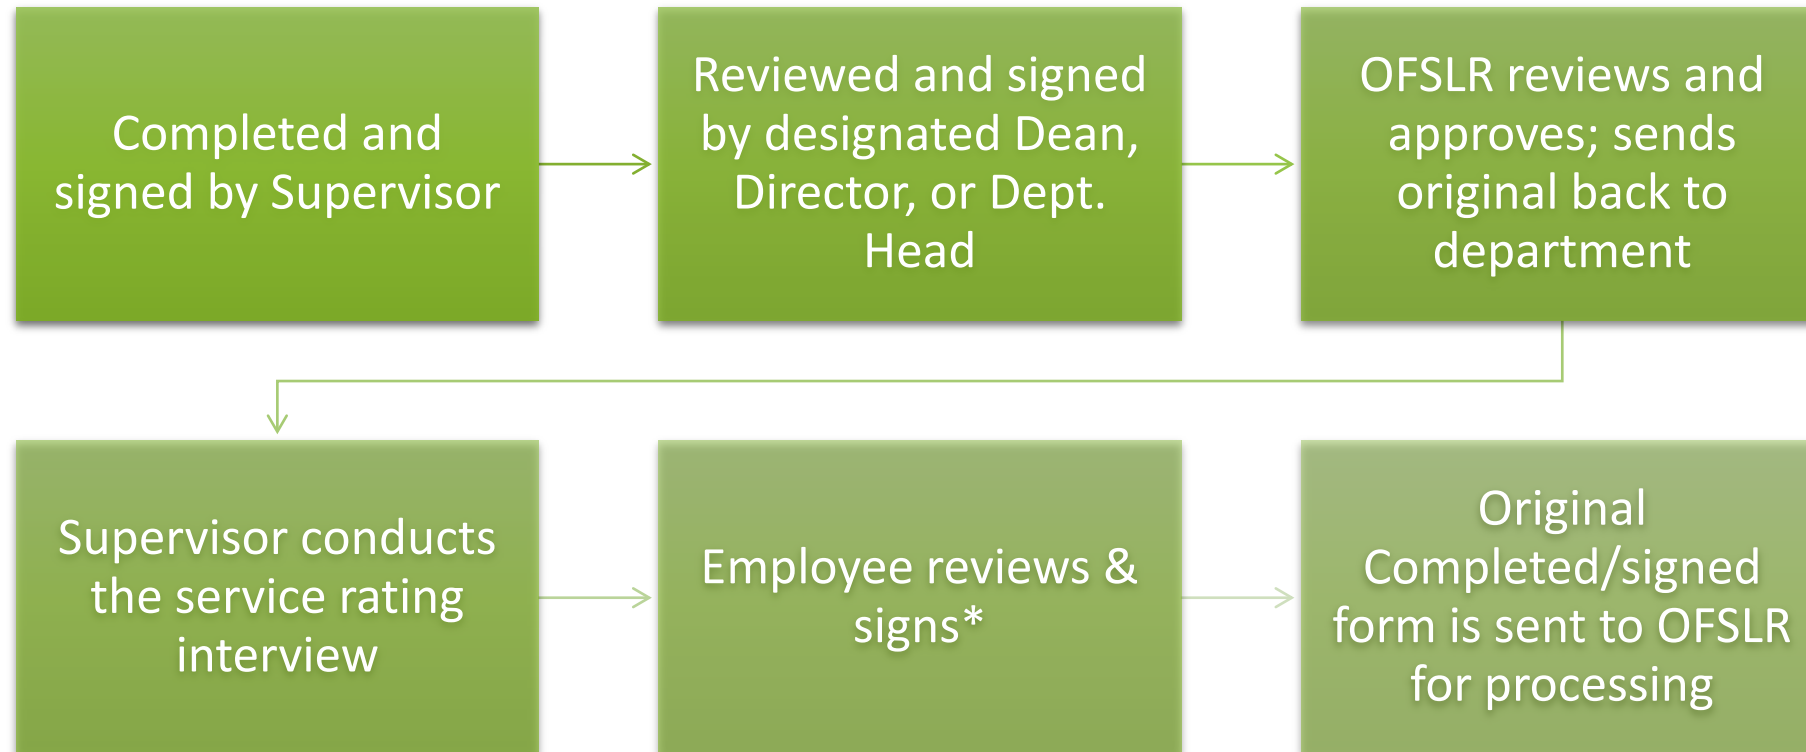 Completed and
signed by Supervisor
Reviewed and signed
by designated Dean,
Director, or Dept.
Head
OFSLR reviews and
approves; sends
original back to
department
Supervisor conducts
the service rating
interview
Employee reviews &
signs*
Original
Completed/signed
form is sent to OFSLR
for processing